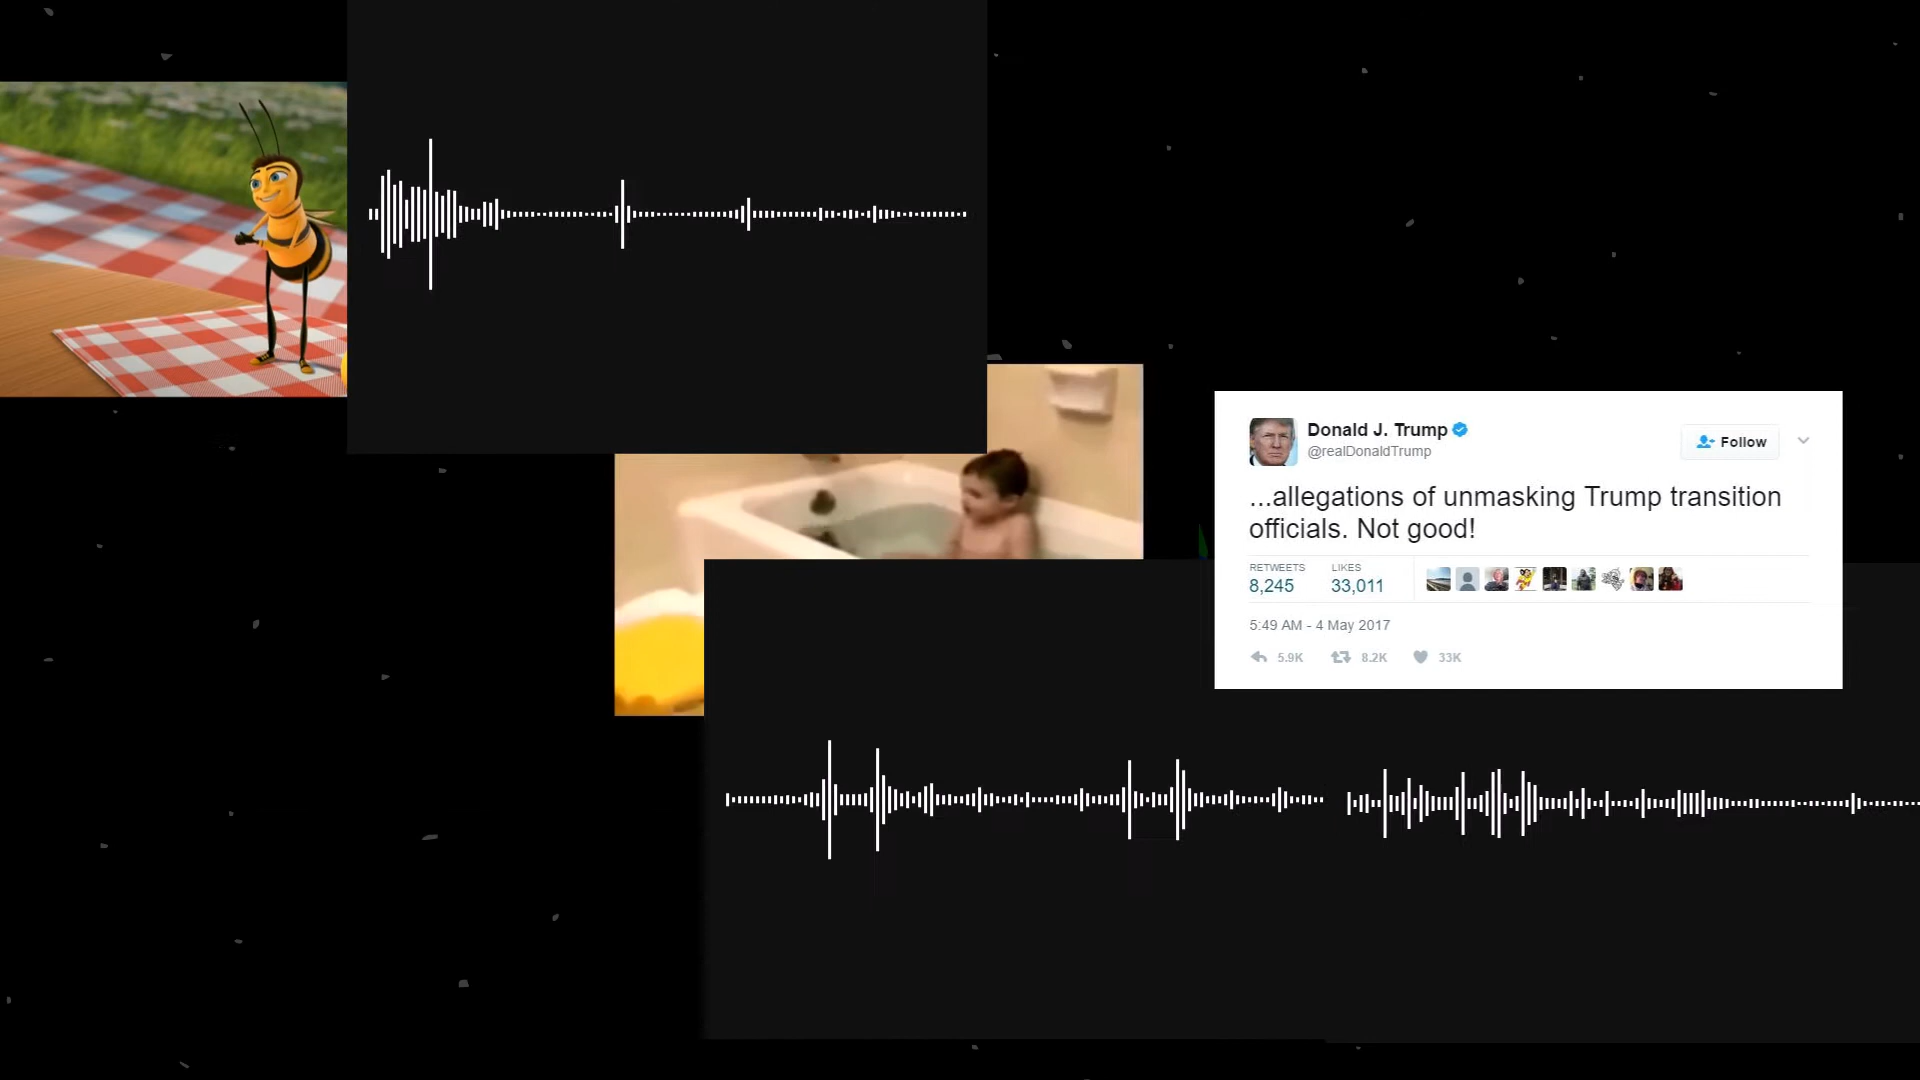 Donald J. Trump
@realDonaldTrump
Follow
...allegations of unmasking Trump transition
officials. Not good!
RETWEETS LIKES
8,245 33,011
5:49 AM - 4 May 2017
5.9K 8.2K 33K